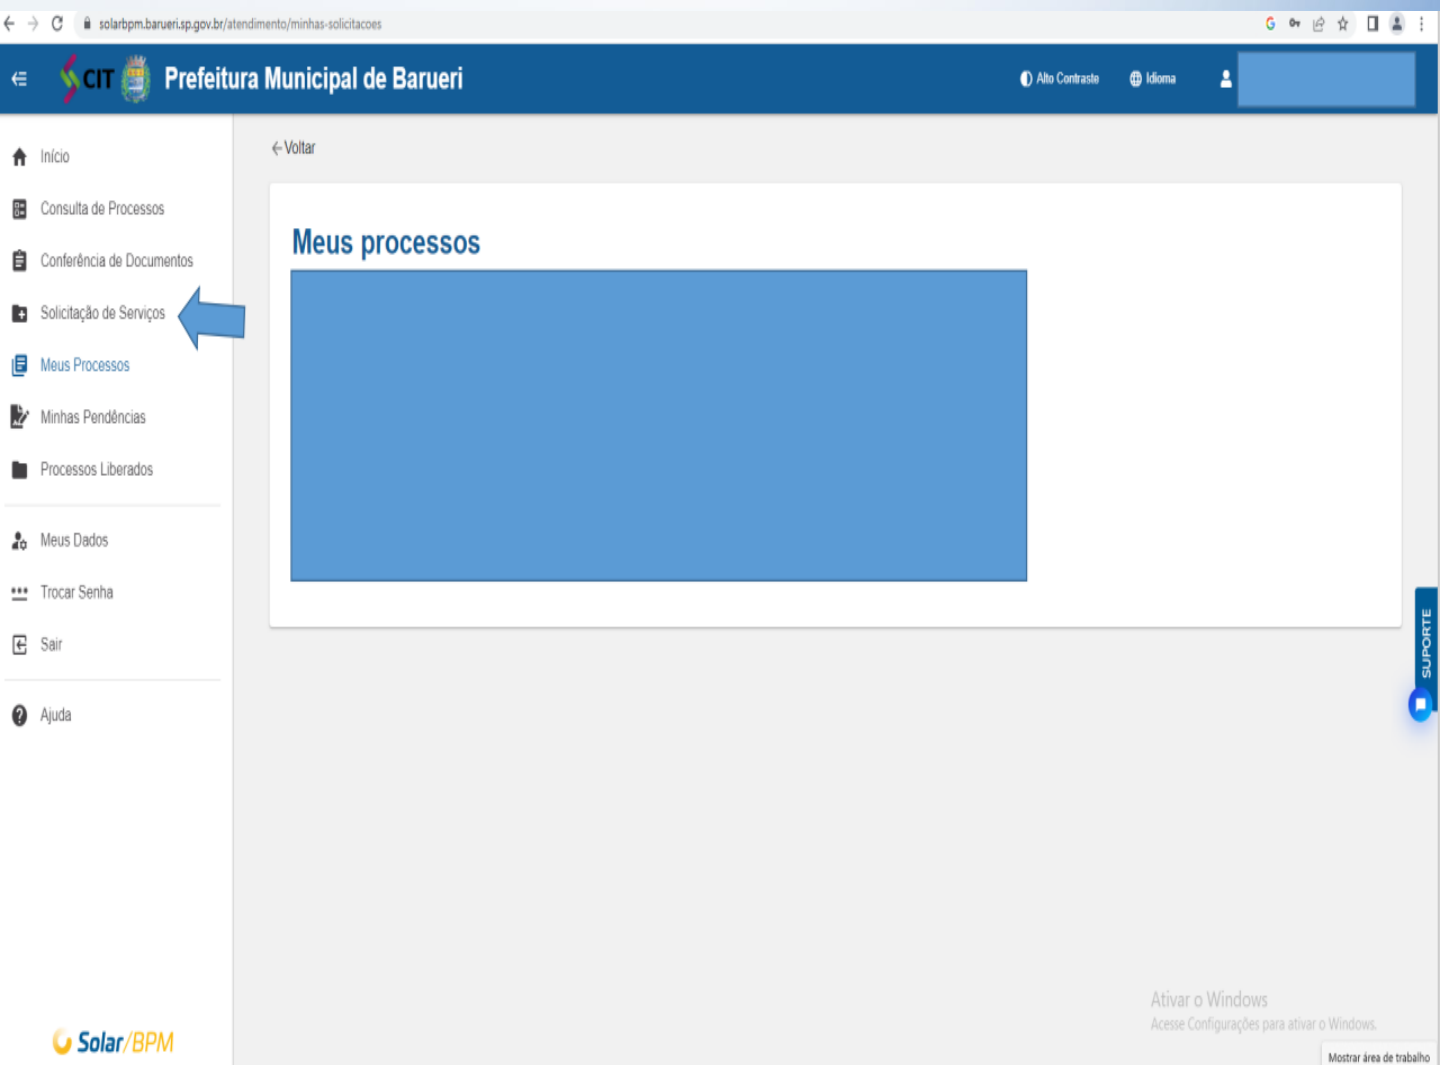 solarbpm.barueri.sp.gov.br/atendimento/minhas-solicitacoes
CIT Prefeitura Municipal de Barueri
Alto Contraste
Idioma
Voltar
Início
Consulta de Processos
Conferência de Documentos
Solicitação de Serviços
Meus Processos
Minhas Pendências
Processos Liberados
Meus Dados
Trocar Senha
Sair
Ajuda
Meus processos
SUPORTE
Ativar o Windows
Acesse Configurações para ativar o Windows.
Solar/BPM
Mostrar área de trabalho